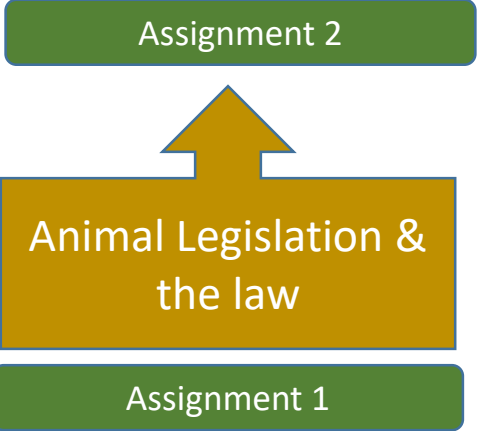 Assignment 2
Animal Legislation &
the law
Assignment 1